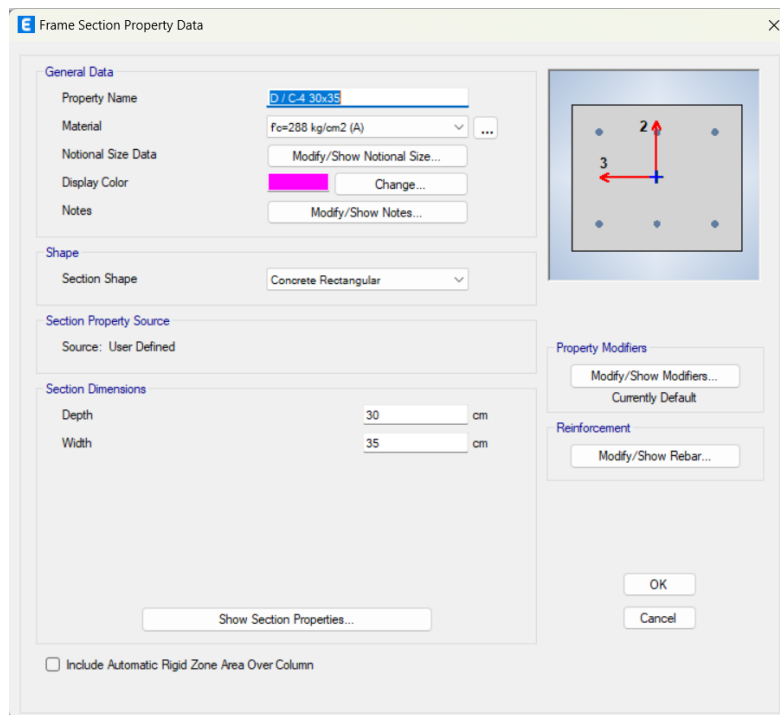 E Frame Section Property Data
General Data
Property Name D / C-4 30x35
Material f'c=288 kg/cm2 (A) ...
Notional Size Data Modify/Show Notional Size...
Display Color Change...
Notes Modify/Show Notes...
Shape
Section Shape Concrete Rectangular
Section Property Source
Source: User Defined
Section Dimensions
Depth 30 cm
Width 35 cm
Show Section Properties...
Include Automatic Rigid Zone Area Over Column
2
3
Property Modifiers
Modify/Show Modifiers...
Currently Default
Reinforcement
Modify/Show Rebar...
OK
Cancel